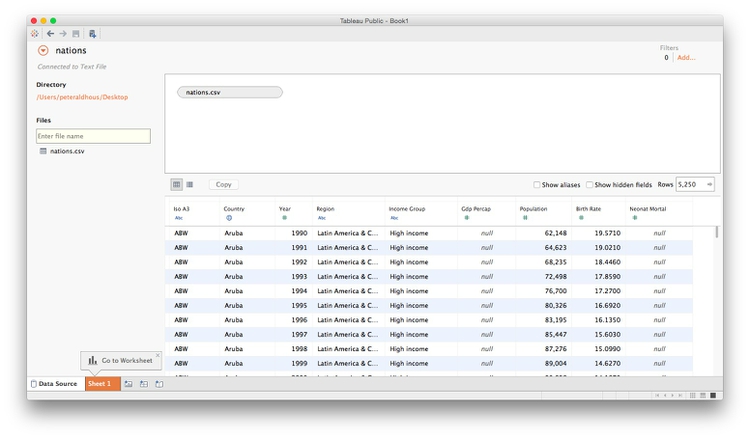 Tableau Public - Book1
nations
Connected to Text File
Filters
0 Add...
Directory
/Users/peteraldhous/Desktop
Files
Enter file name
nations.csv
nations.csv
Copy
Show aliases Show hidden fields Rows 5,250
Iso A3 Country Year Region Income Group Gdp Percap Population Birth Rate Neonat Mortal
Abc Abc Abc
ABW Aruba 1990 Latin America & C... High income null 62,148 19.5710 null
ABW Aruba 1991 Latin America & C... High income null 64,623 19.0210 null
ABW Aruba 1992 Latin America & C... High income null 68,235 18.4460 null
ABW Aruba 1993 Latin America & C... High income null 72,498 17.8590 null
ABW Aruba 1994 Latin America & C... High income null 76,700 17.2700 null
ABW Aruba 1995 Latin America & C... High income null 80,326 16.6920 null
ABW Aruba 1996 Latin America & C... High income null 83,195 16.1350 null
ABW Aruba 1997 Latin America & C... High income null 85,447 15.6030 null
ABW Aruba 1998 Latin America & C... High income null 87,276 15.0990 null
ABW Aruba 1999 Latin America & C... High income null 89,004 14.6270 null
Go to Worksheet
Data Source Sheet 1